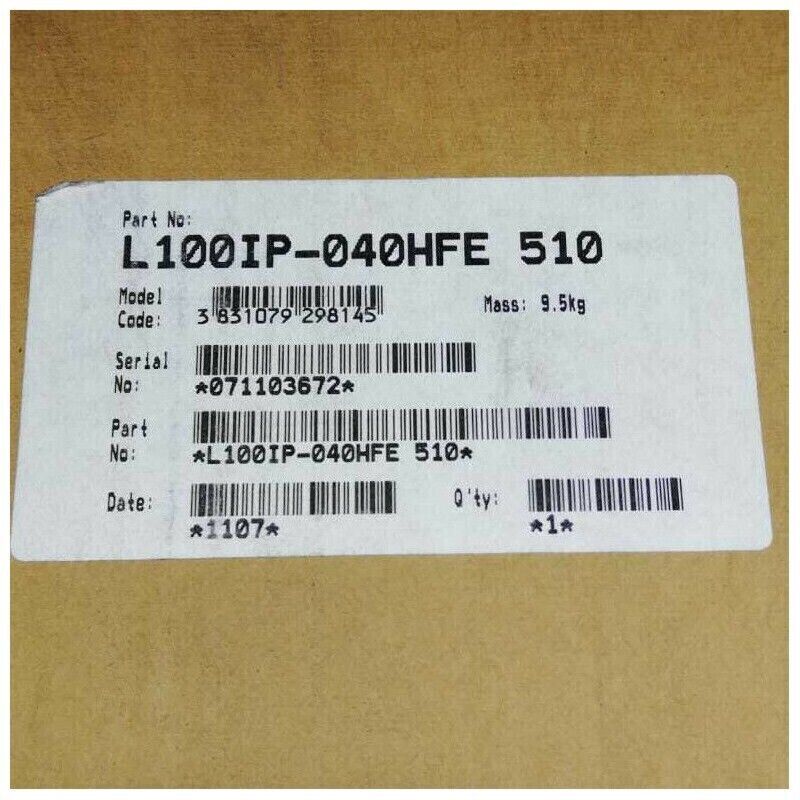 Part No:
L100IP-040HFE 510
Model
Code: 3 831079 298145 Mass: 9.5kg
Serial
No: *071103672*
Part
No: *L100IP-040HFE 510*
Date: *1107* Q'ty: *1*